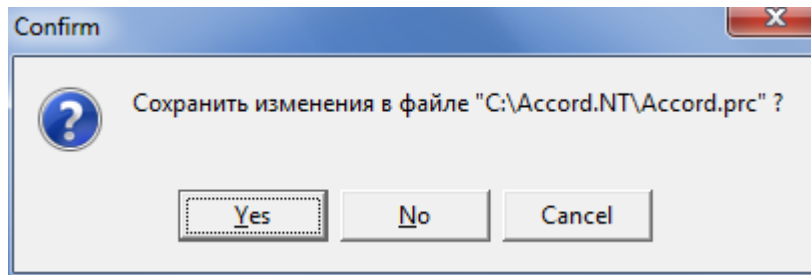 Confirm
Сохранить изменения в файле "C:\Accord.NT\Accord.prc" ?
Yes No Cancel